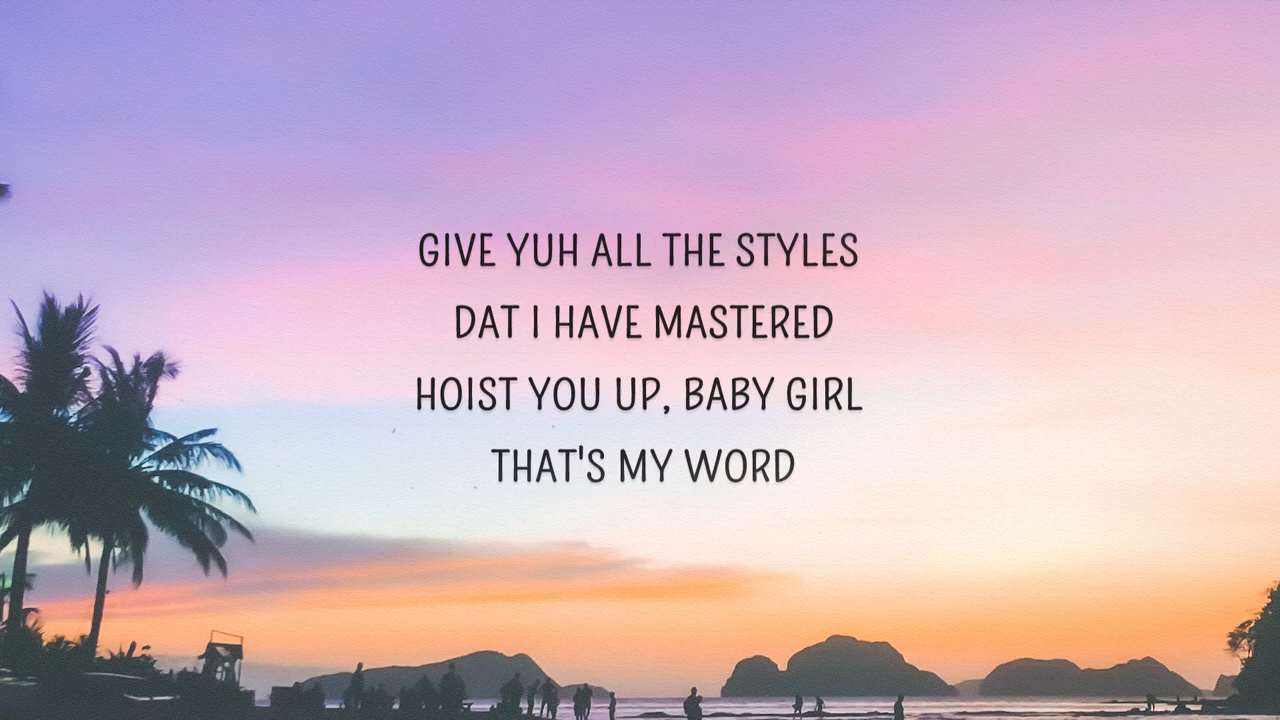 GIVE YUH ALL THE STYLES
DAT I HAVE MASTERED
HOIST YOU UP, BABY GIRL
THAT'S MY WORD